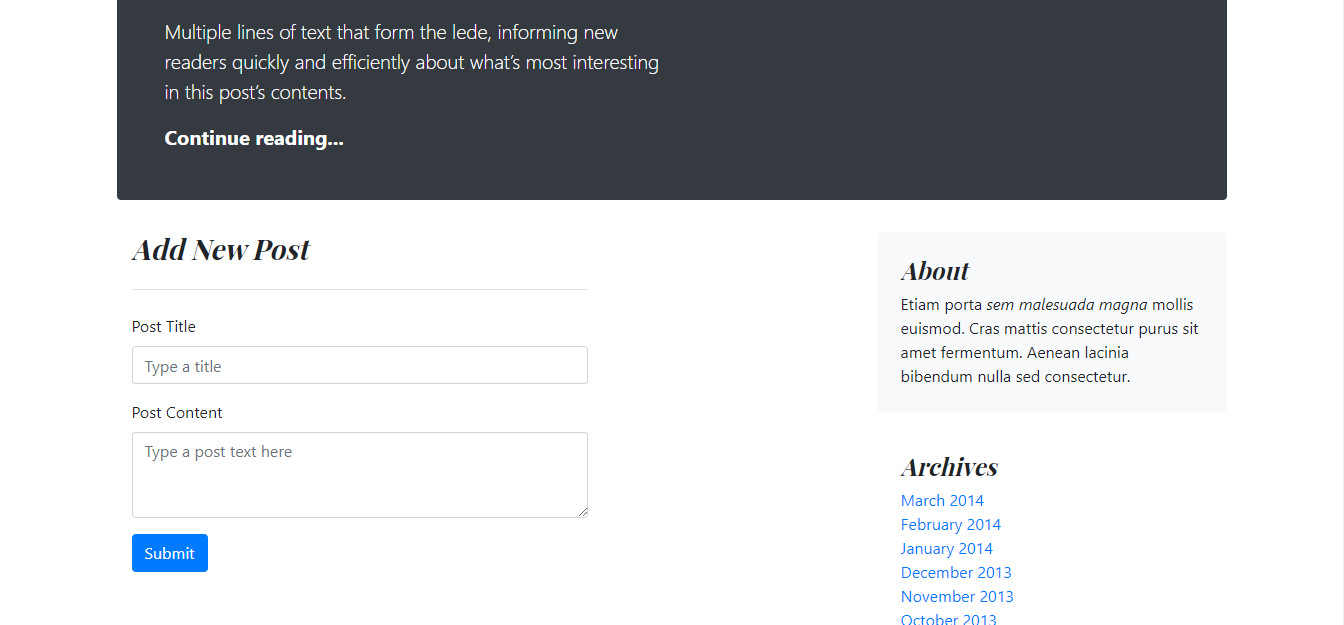 Multiple lines of text that form the lede, informing new
readers quickly and efficiently about what’s most interesting
in this post’s contents.
Continue reading...
Add New Post
Post Title
Type a title
Post Content
Type a post text here
Submit
About
Etiam porta sem malesuada magna mollis
euismod. Cras mattis consectetur purus sit
amet fermentum. Aenean lacinia
bibendum nulla sed consectetur.
Archives
March 2014
February 2014
January 2014
December 2013
November 2013
October 2013